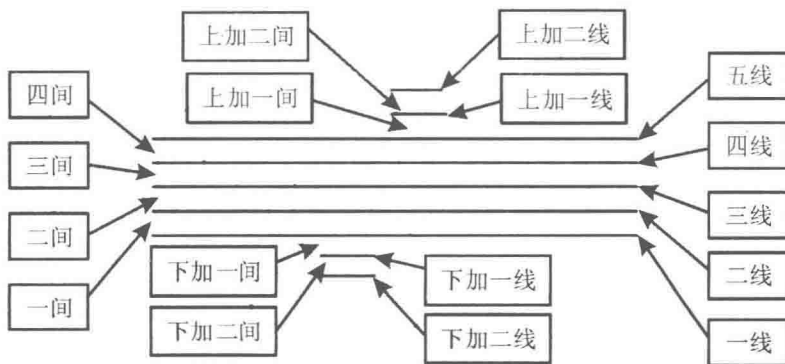 上加二间
上加二线
四间
上加一间
上加一线
五线
三间
四线
二间
三线
下加一间
下加一线
二线
一间
下加二间
下加二线
一线